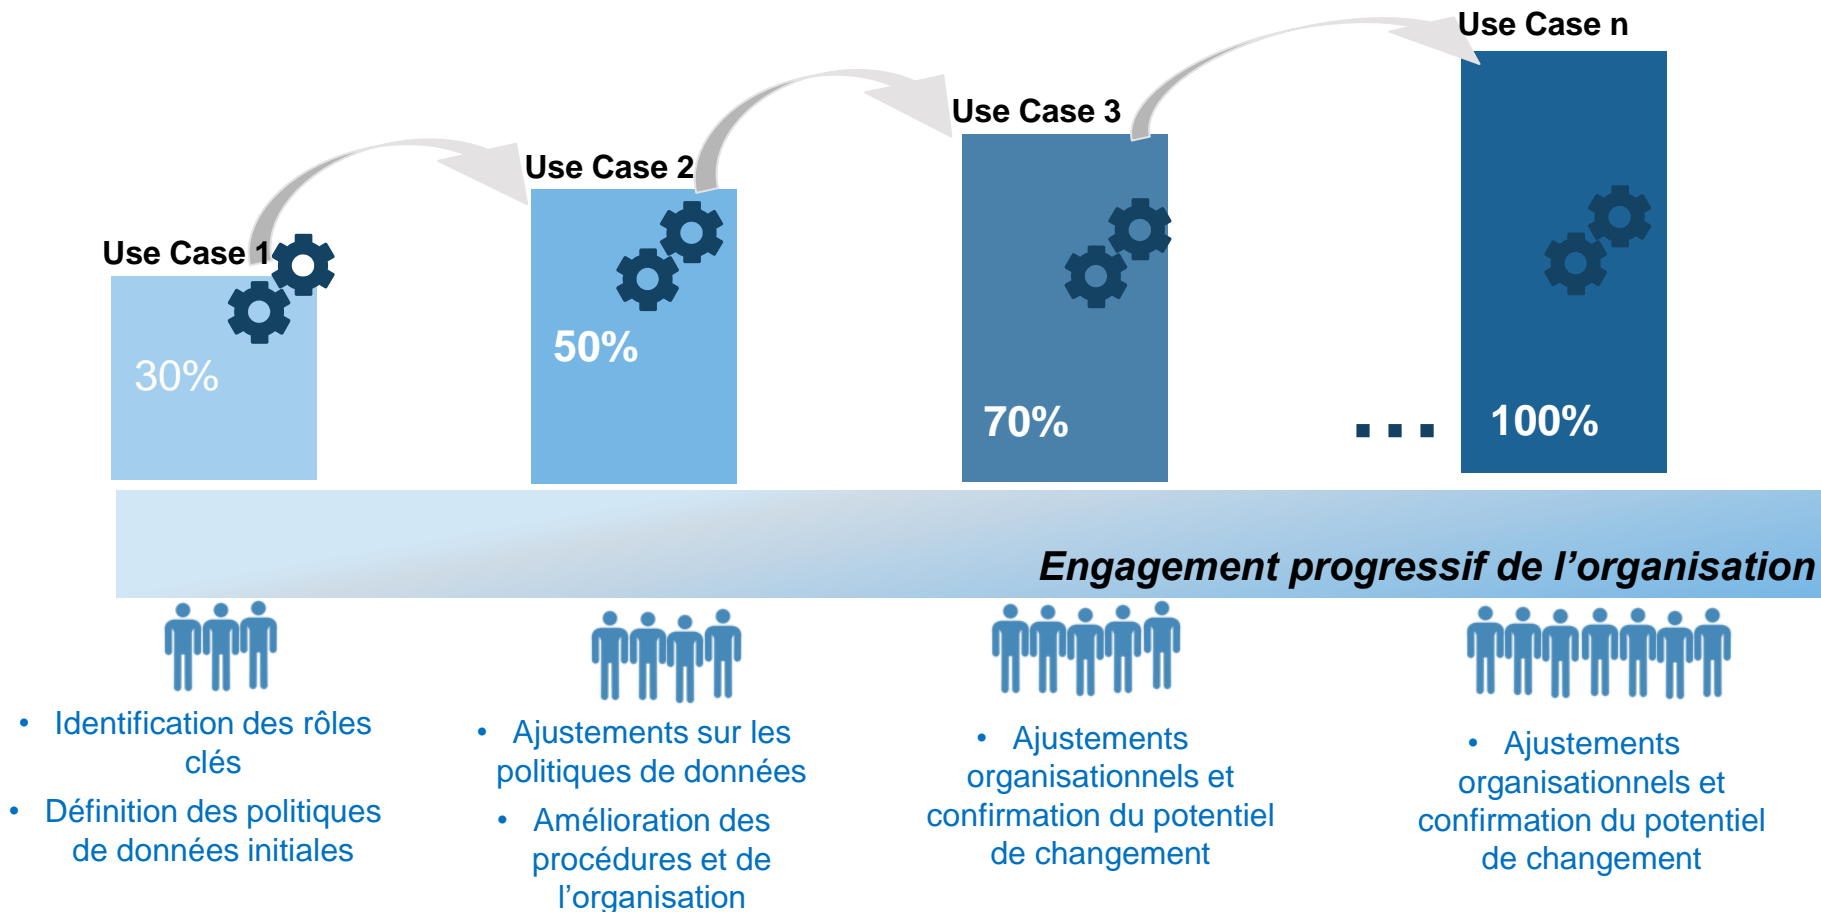 Use Case n
Use Case 3
Use Case 2
Use Case 1
30%
50%
70%
...
100%
Engagement progressif de l’organisation
• Identification des rôles
clés
• Définition des politiques
de données initiales
• Ajustements sur les
politiques de données
• Amélioration des
procédures et de
l’organisation
• Ajustements
organisationnels et
confirmation du potentiel
de changement
• Ajustements
organisationnels et
confirmation du potentiel
de changement